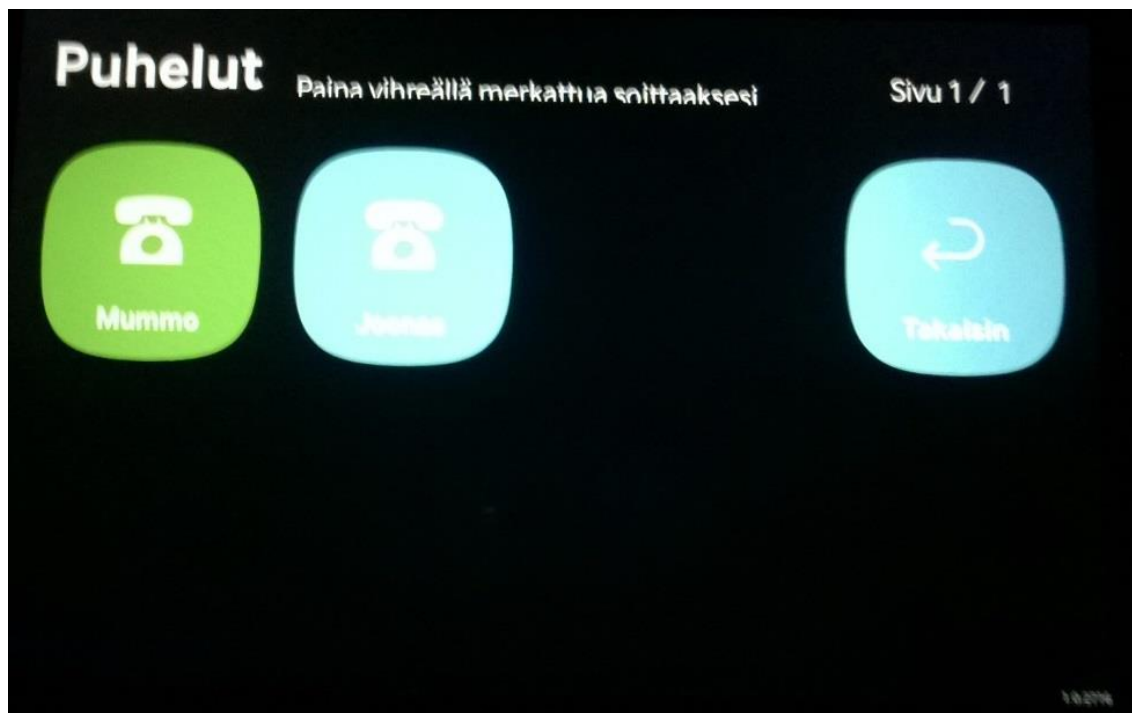 Puhelut
Paina vihreällä merkattua soittaaksesi
Sivu 1 / 1
Mummo
Joonas
Takaisin